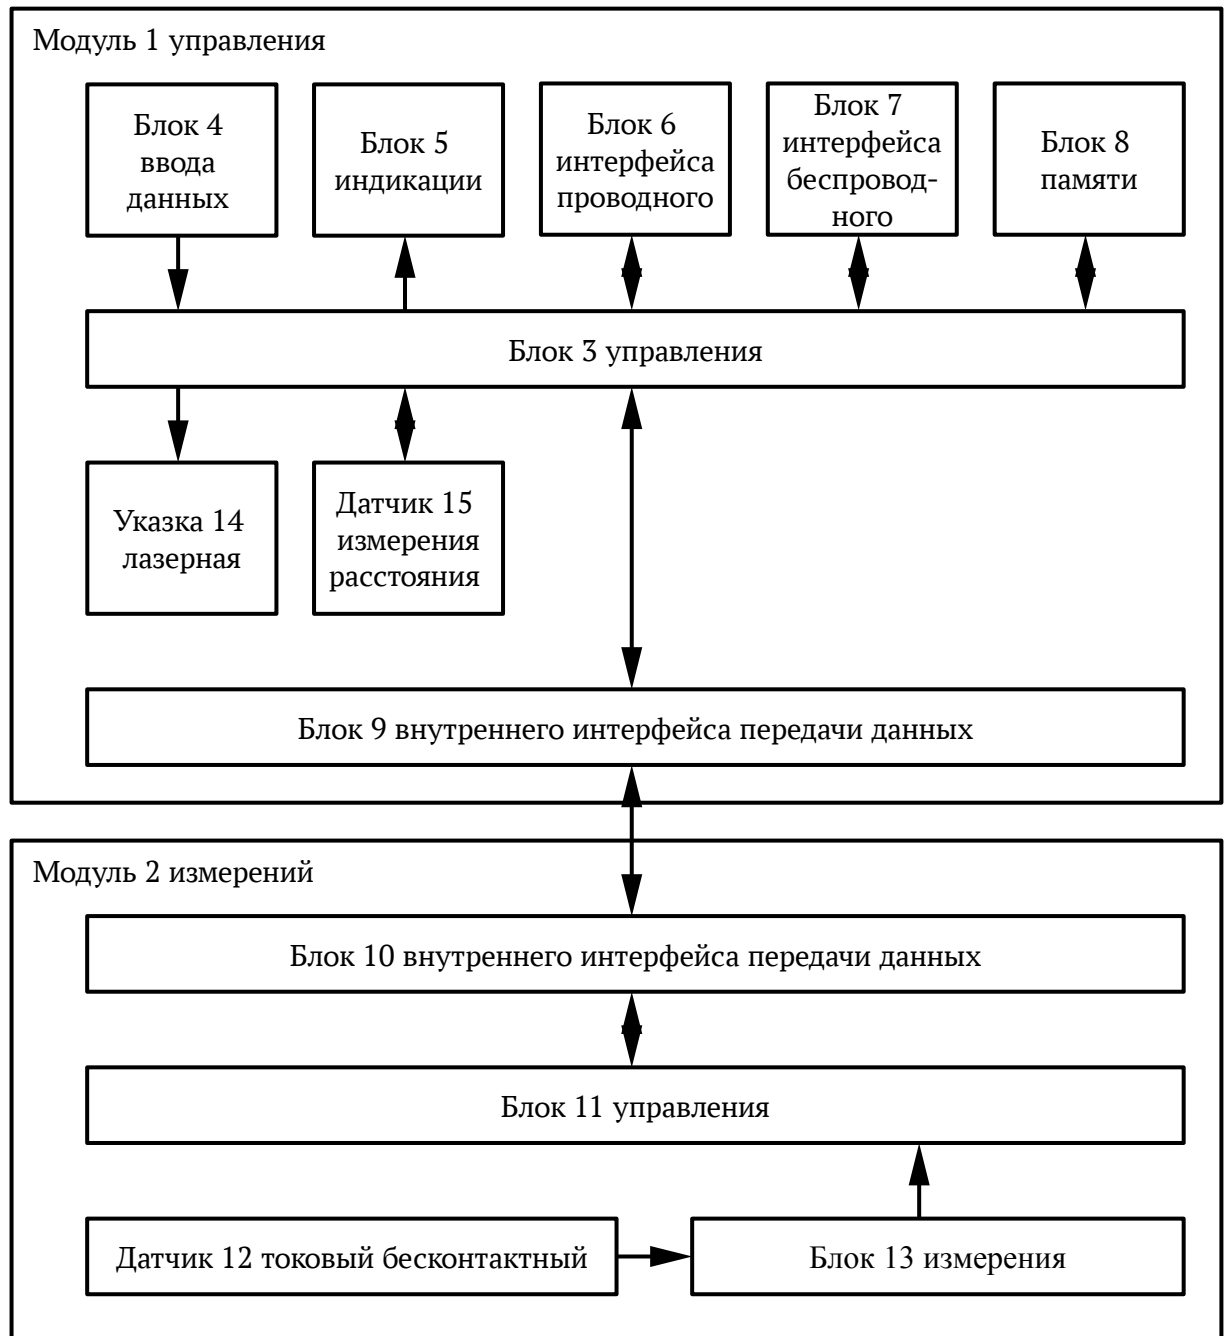 Модуль 1 управления
Блок 4
ввода
данных
Блок 5
индикации
Блок 6
интерфейса
проводного
Блок 7
интерфейса
беспровод-
ного
Блок 8
памяти
Блок 3 управления
Указка 14
лазерная
Датчик 15
измерения
расстояния
Блок 9 внутреннего интерфейса передачи данных
Модуль 2 измерений
Блок 10 внутреннего интерфейса передачи данных
Блок 11 управления
Датчик 12 токовый бесконтактный
Блок 13 измерения